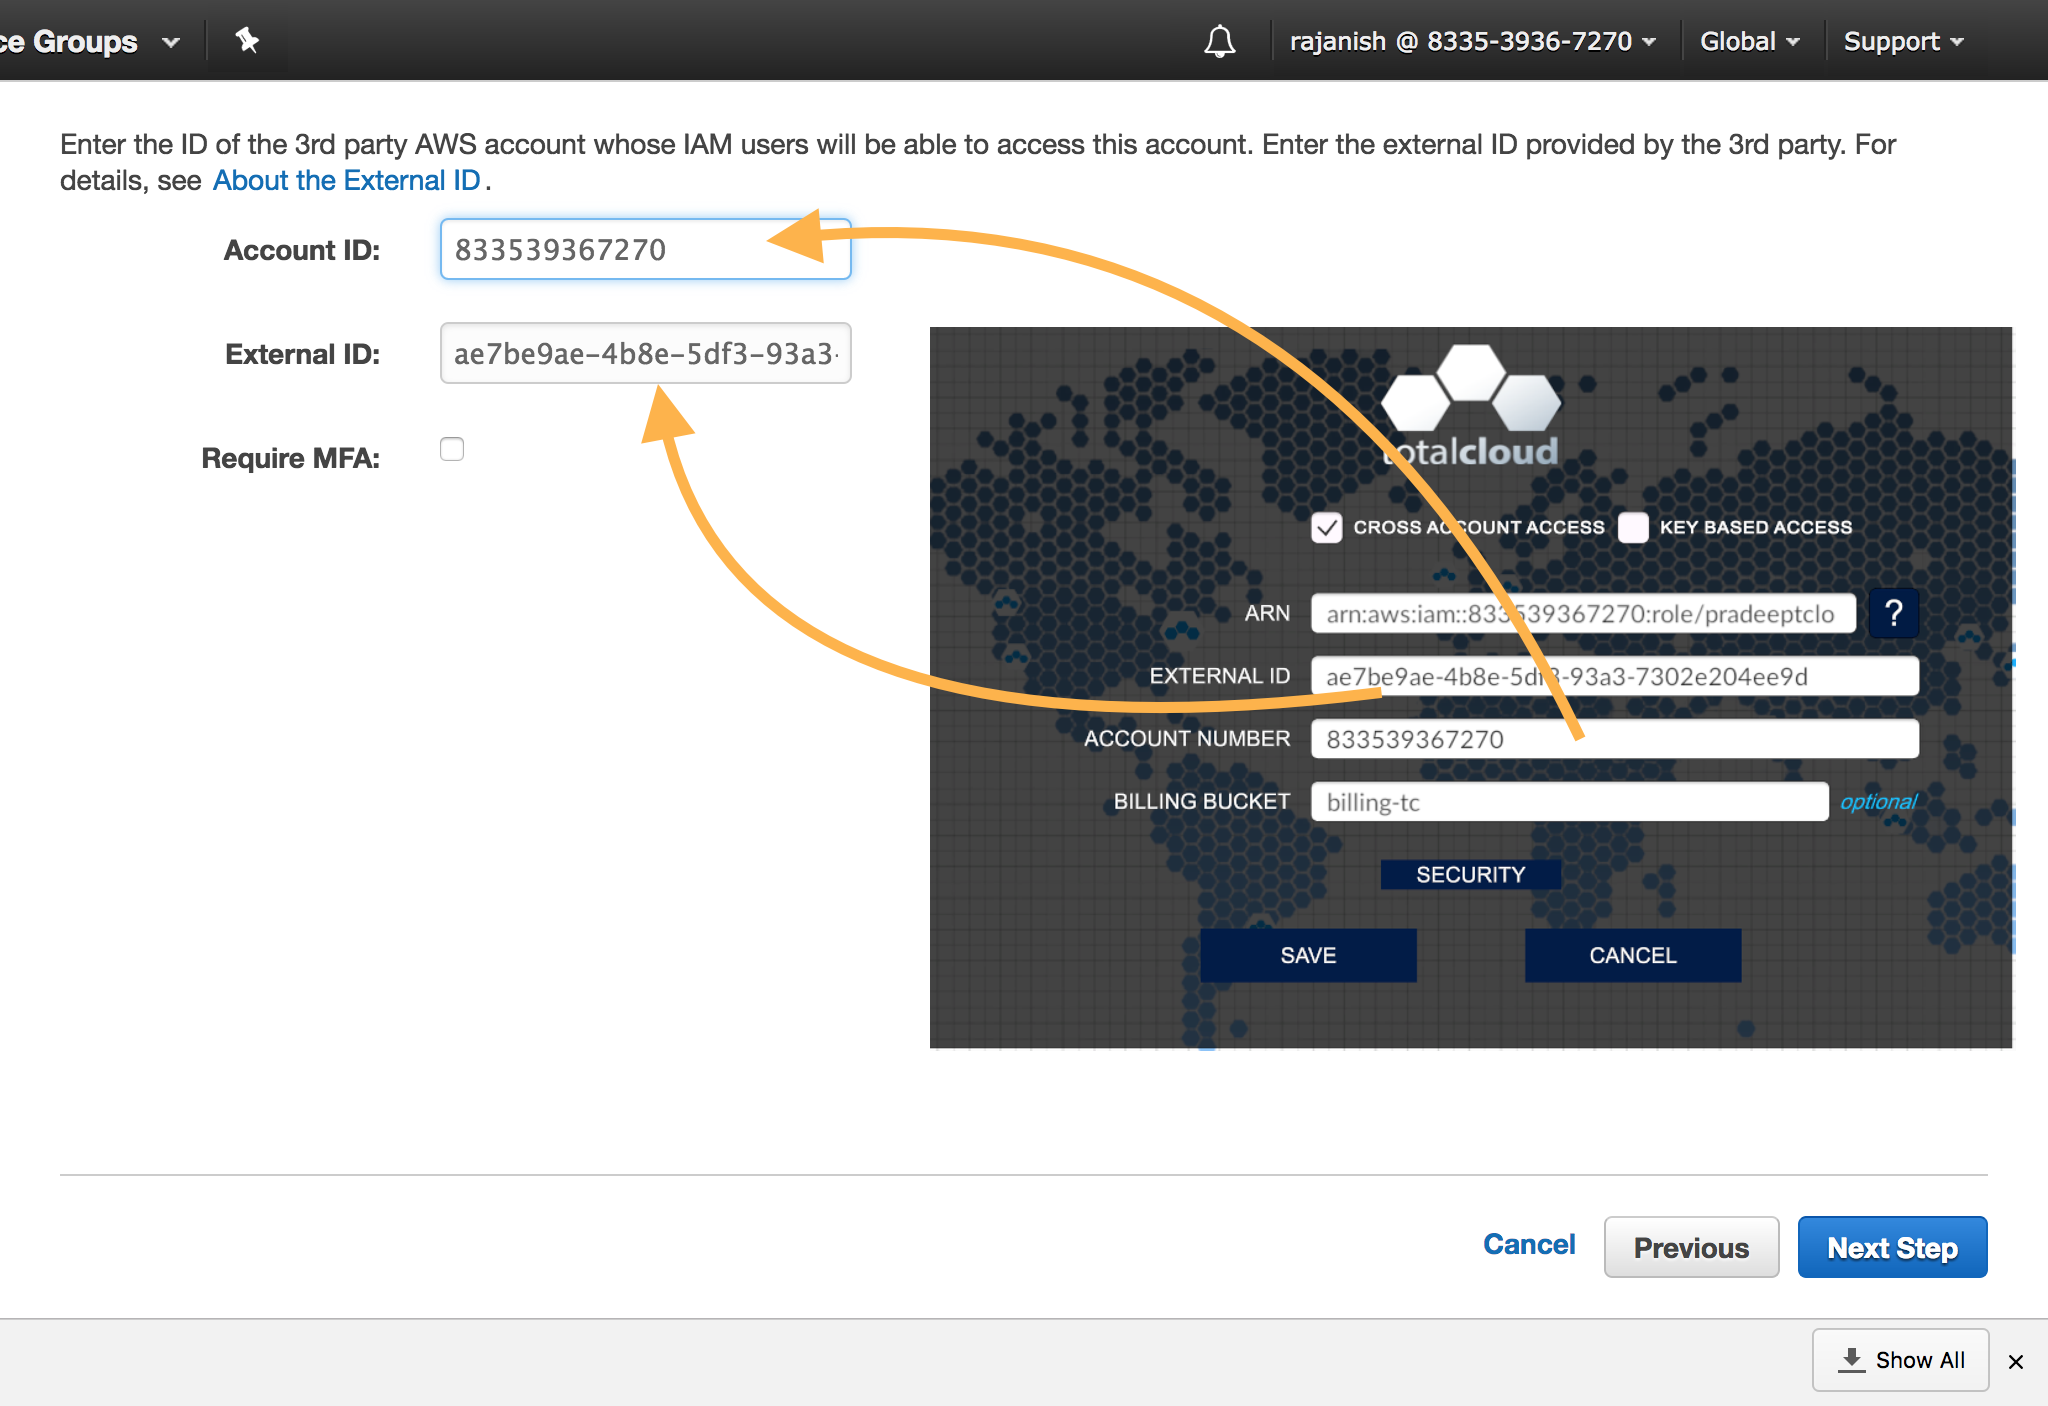 ce Groups
rajanish @ 8335-3936-7270
Global
Support
Enter the ID of the 3rd party AWS account whose IAM users will be able to access this account. Enter the external ID provided by the 3rd party. For
details, see About the External ID.
Account ID: 833539367270
External ID: ae7be9ae-4b8e-5df3-93a3-
Require MFA:
totalcloud
CROSS ACCOUNT ACCESS
KEY BASED ACCESS
ARN arn:aws:iam::833539367270:role/pradeeptclo ?
EXTERNAL ID ae7be9ae-4b8e-5df3-93a3-7302e204ee9d
ACCOUNT NUMBER 833539367270
BILLING BUCKET billing-tc optional
SECURITY
SAVE CANCEL
Cancel Previous Next Step
Show All